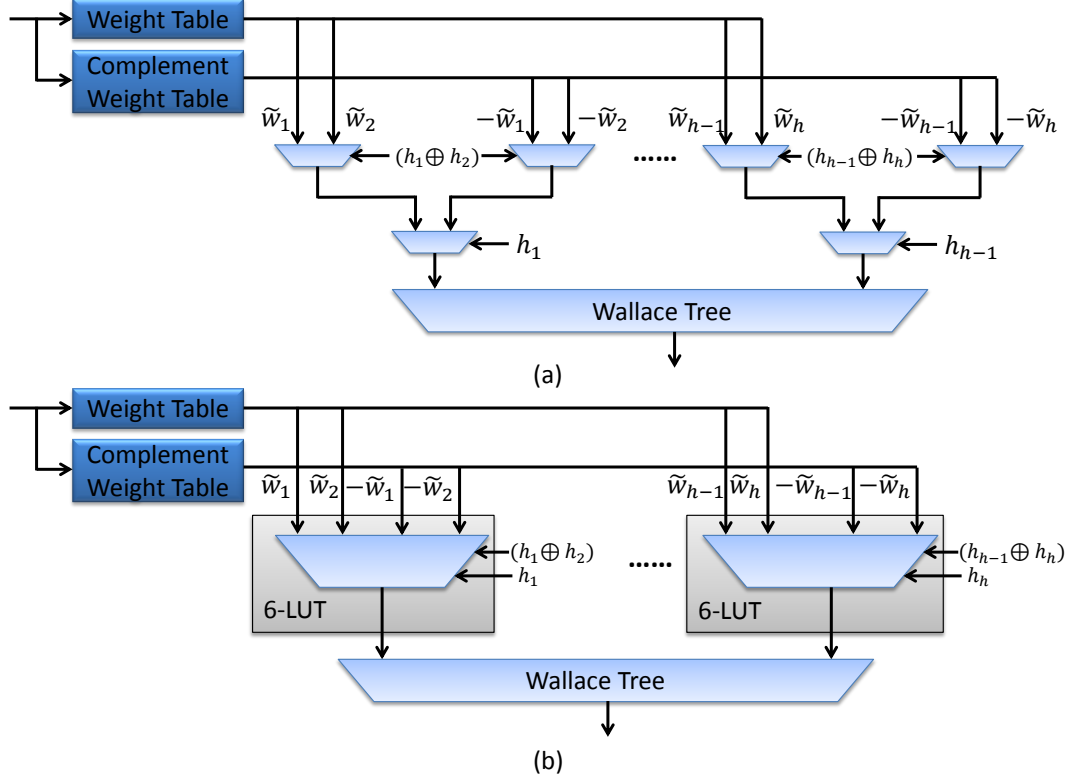 Weight Table
Complement
Weight Table
w̃₁ w̃₂ −w̃₁ −w̃₂ w̃ₕ₋₁ w̃ₕ −w̃ₕ₋₁ −w̃ₕ
(h₁⊕ h₂) ...... (hₕ₋₁⊕ hₕ)
h₁ hₕ₋₁
Wallace Tree
(a)
Weight Table
Complement
Weight Table
w̃₁ w̃₂ −w̃₁ −w̃₂ w̃ₕ₋₁ w̃ₕ −w̃ₕ₋₁ −w̃ₕ
(h₁⊕ h₂) ...... (hₕ₋₁⊕ hₕ)
h₁ hₕ
6-LUT 6-LUT
Wallace Tree
(b)